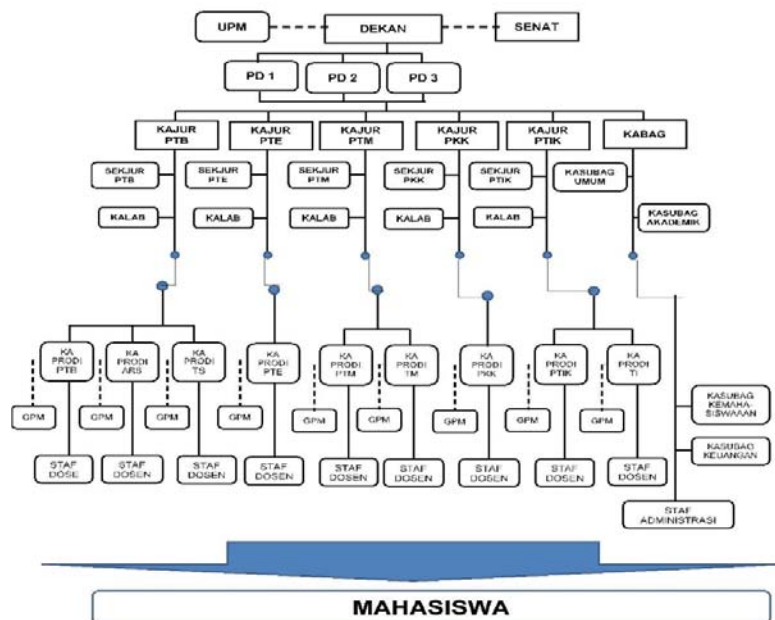 UPM
DEKAN
SENAT
PD 1
PD 2
PD 3
KAJUR
PTB
KAJUR
PTE
KAJUR
PTM
KAJUR
PKK
KAJUR
PTIK
KABAG
SEKJUR
PTB
SEKJUR
PTE
SEKJUR
PTM
SEKJUR
PKK
SEKJUR
PTIK
KASUBAG
UMUM
KALAB
KALAB
KALAB
KALAB
KALAB
KASUBAG
AKADEMIK
KA
PRODI
PTB
KA
PRODI
ARS
KA
PRODI
TS
KA
PRODI
PTE
KA
PRODI
PTM
KA
PRODI
TM
KA
PRODI
PKK
KA
PRODI
PTIK
KA
PRODI
TI
GPM
GPM
GPM
GPM
GPM
GPM
GPM
GPM
GPM
KASUBAG
KEMAHA-
SISWAAAN
KASUBAG
KEUANGAN
STAF
DOSE
STAF
DOSEN
STAF
DOSEN
STAF
DOSEN
STAF
DOSEN
STAF
DOSEN
STAF
DOSEN
STAF
DOSEN
STAF
DOSEN
STAF
ADMINISTRASI
MAHASISWA